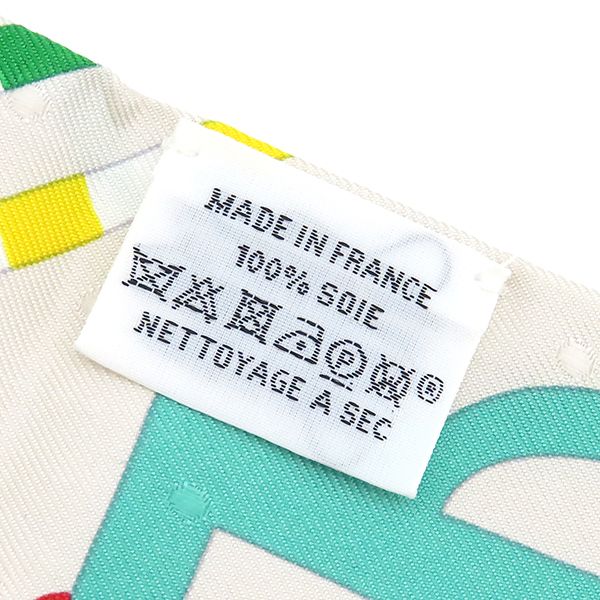 MADE IN FRANCE
100% SOIE
®
NETTOYAGE À SEC